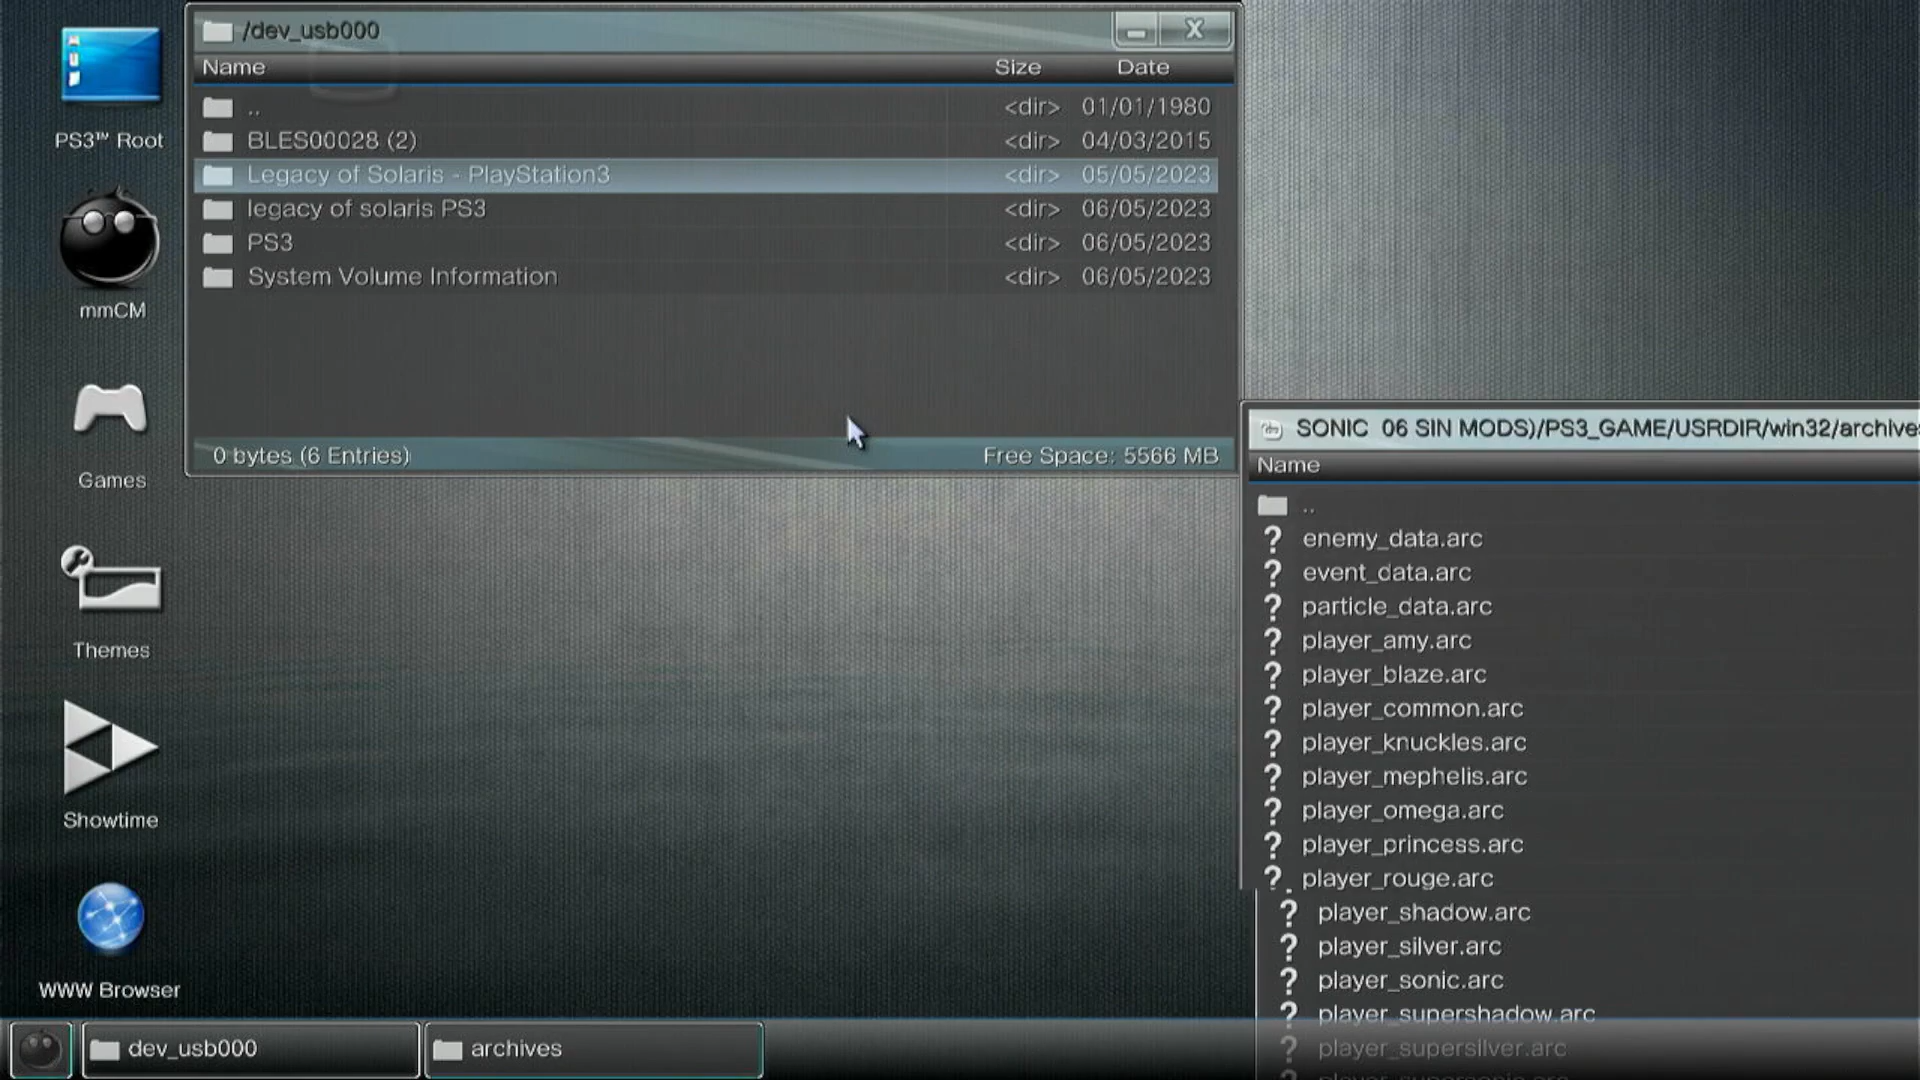 PS3™ Root
mmCM
Games
Themes
Showtime
WWW Browser
/dev_usb000
Name Size Date
.. <dir> 01/01/1980
BLES00028 (2) <dir> 04/03/2015
Legacy of Solaris - PlayStation3 <dir> 05/05/2023
legacy of solaris PS3 <dir> 06/05/2023
PS3 <dir> 06/05/2023
System Volume Information <dir> 06/05/2023
0 bytes (6 Entries) Free Space: 5566 MB
SONIC 06 SIN MODS)/PS3_GAME/USRDIR/win32/archives
Name
..
? enemy_data.arc
? event_data.arc
? particle_data.arc
? player_amy.arc
? player_blaze.arc
? player_common.arc
? player_knuckles.arc
? player_mephelis.arc
? player_omega.arc
? player_princess.arc
? player_rouge.arc
? player_shadow.arc
? player_silver.arc
? player_sonic.arc
? player_supershadow.arc
? player_supersilver.arc
dev_usb000
archives